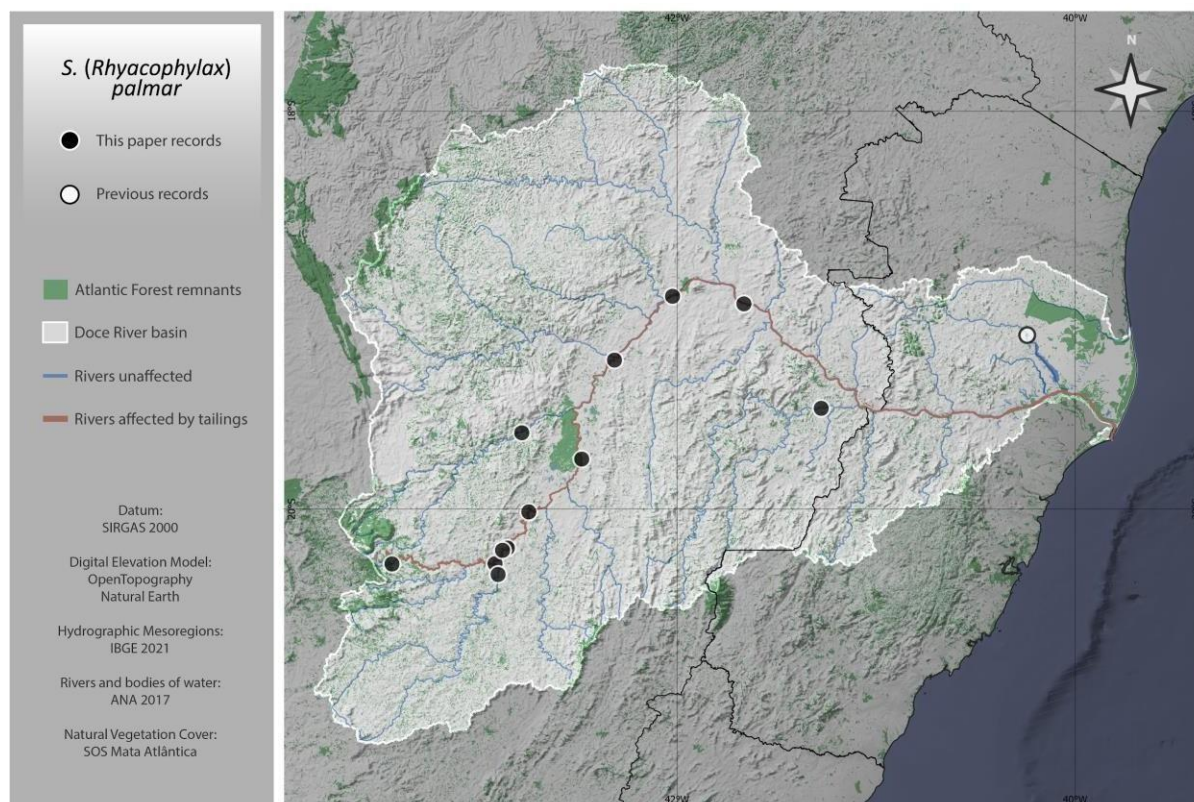 S. (Rhyacophylax)
palmar
This paper records
Previous records
Atlantic Forest remnants
Doce River basin
Rivers unaffected
Rivers affected by tailings
Datum:
SIRGAS 2000
Digital Elevation Model:
OpenTopography
Natural Earth
Hydrographic Mesoregions:
IBGE 2021
Rivers and bodies of water:
ANA 2017
Natural Vegetation Cover:
SOS Mata Atlântica
42°W
40°W
N
18°S
20°S
42°W
40°W